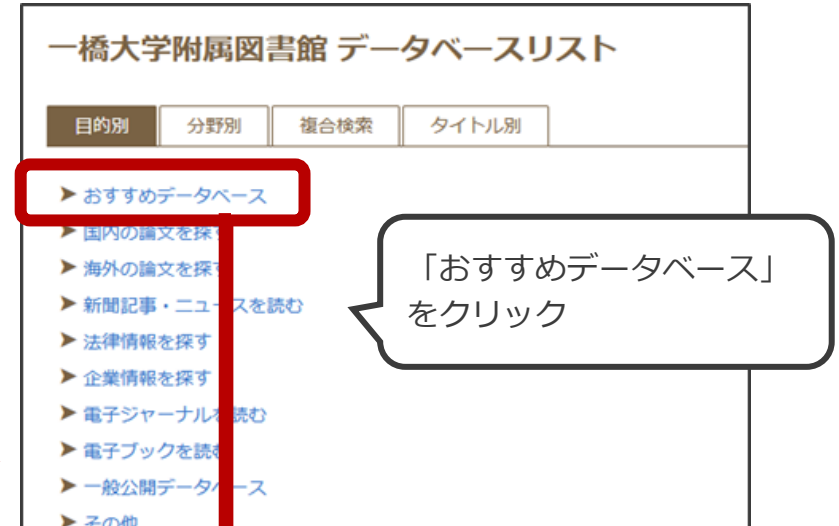 一橋大学附属図書館 データベースリスト
目的別 分野別 複合検索 タイトル別
おすすめデータベース
国内の論文を探す
海外の論文を探す
新聞記事・ニュースを読む
法律情報を探す
企業情報を探す
電子ジャーナルを読む
電子ブックを読む
一般公開データベース
その他
「おすすめデータベース」
をクリック